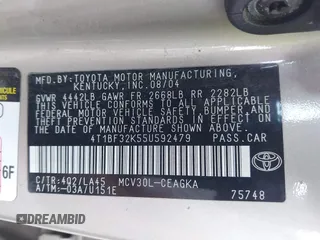 MFD. BY: TOYOTA MOTOR MANUFACTURING,
KENTUCKY, INC. 08/04
GVWR 4442LB GAWR FR 2668LB RR 2282LB
THIS VEHICLE CONFORMS TO ALL APPLICABLE
FEDERAL MOTOR VEHICLE SAFETY, BUMPER AND
THEFT PREVENTION STANDARDS IN EFFECT ON
THE DATE OF MANUFACTURE SHOWN ABOVE.
4T1BF32K55U592479 PASS.CAR
TOYOTA
C/TR: 4Q2/LA45 MCV30L-CEAGKA
A/TM: -03A/U151E 75748
6F
DREAMBID